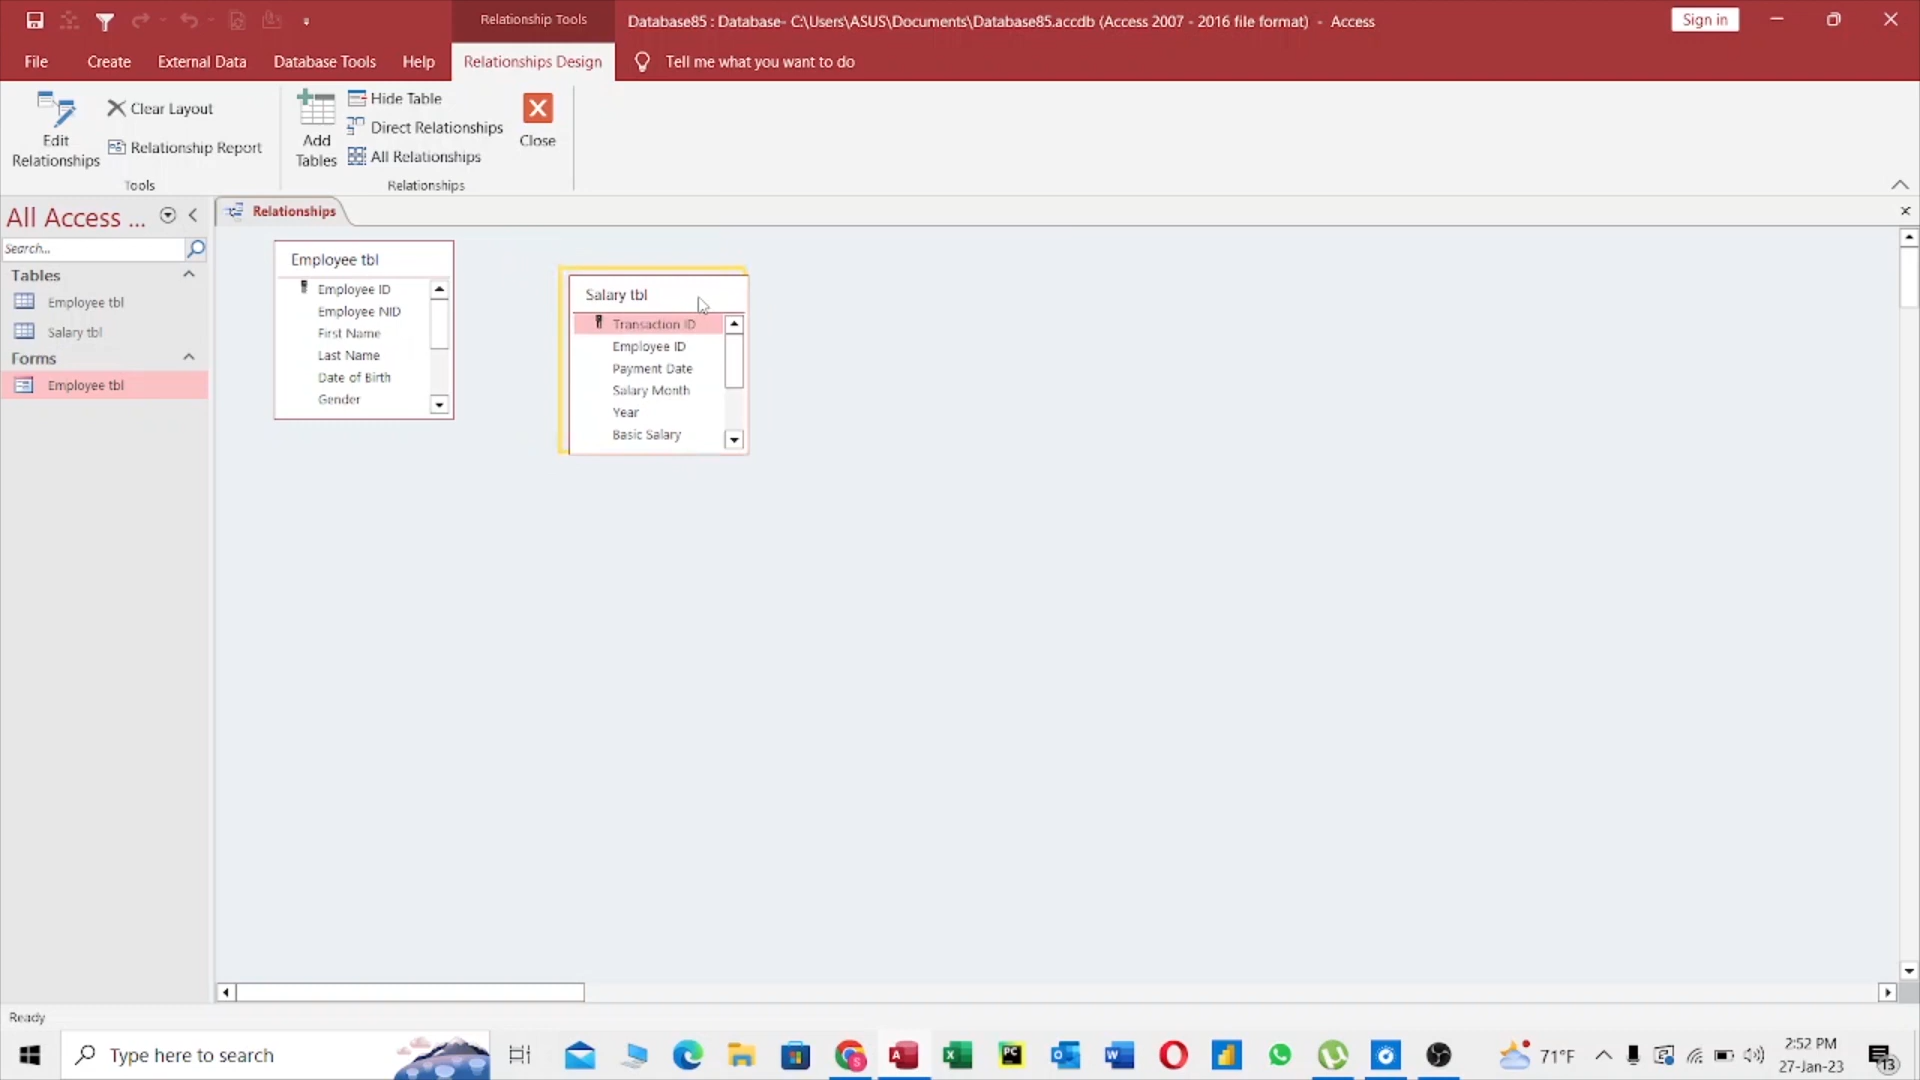 Relationship Tools
Database85 : Database- C:\Users\ASUS\Documents\Database85.accdb (Access 2007 - 2016 file format) - Access
Sign in
File
Create
External Data
Database Tools
Help
Relationships Design
Tell me what you want to do
Edit
Relationships
Clear Layout
Relationship Report
Tools
Add
Tables
Hide Table
Direct Relationships
All Relationships
Close
Relationships
All Access ...
Search...
Tables
Employee tbl
Salary tbl
Forms
Employee tbl
Relationships
Employee tbl
Employee ID
Employee NID
First Name
Last Name
Date of Birth
Gender
Salary tbl
Transaction ID
Employee ID
Payment Date
Salary Month
Year
Basic Salary
Ready
Type here to search
PC
71°F
2:52 PM
27-Jan-23
13